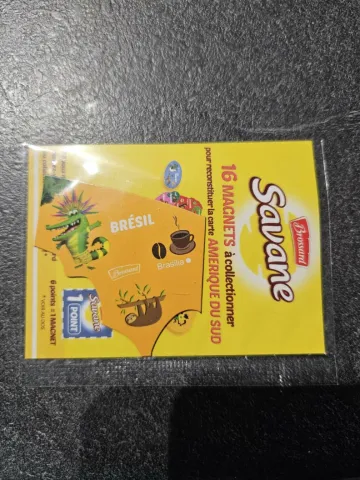 Brossard
Savane
16 MAGNETS à collectionner
pour reconstituer la carte AMERIQUE DU SUD
BRÉSIL
Brasilia
Brossard
Savane
1 POINT
6 points = 1 MAGNET